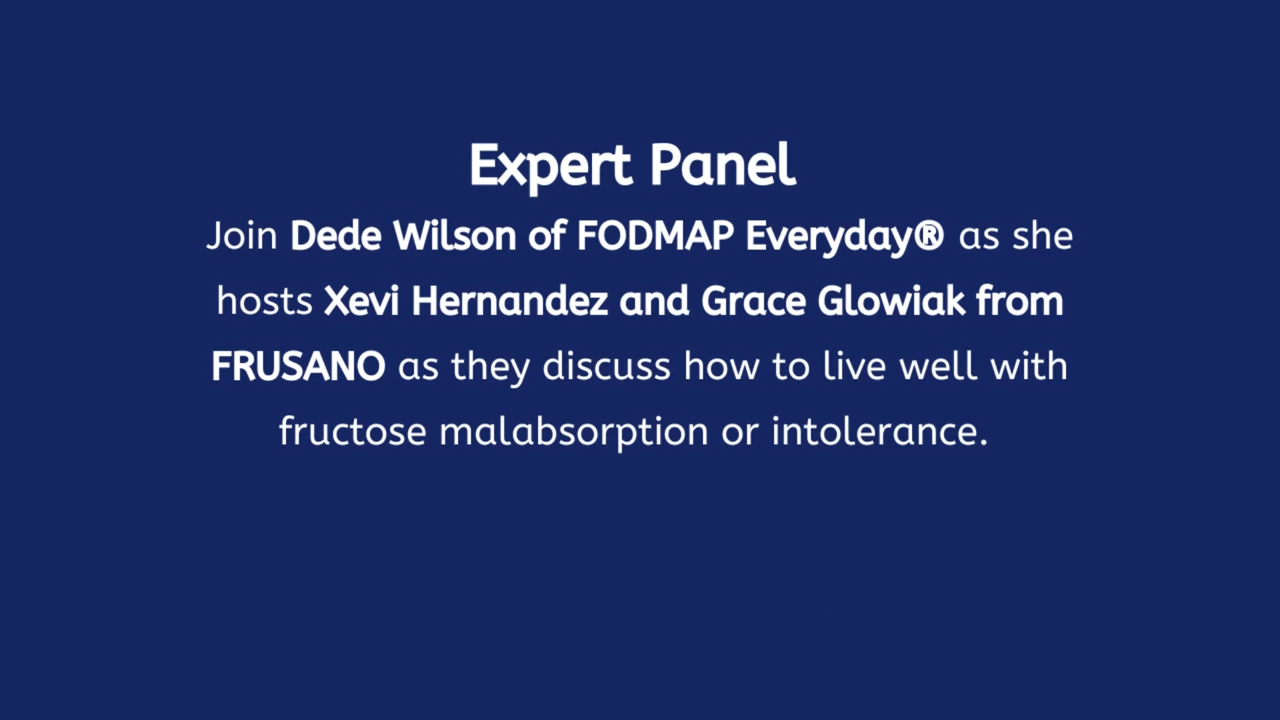 Expert Panel
Join Dede Wilson of FODMAP Everyday® as she
hosts Xevi Hernandez and Grace Glowiak from
FRUSANO as they discuss how to live well with
fructose malabsorption or intolerance.